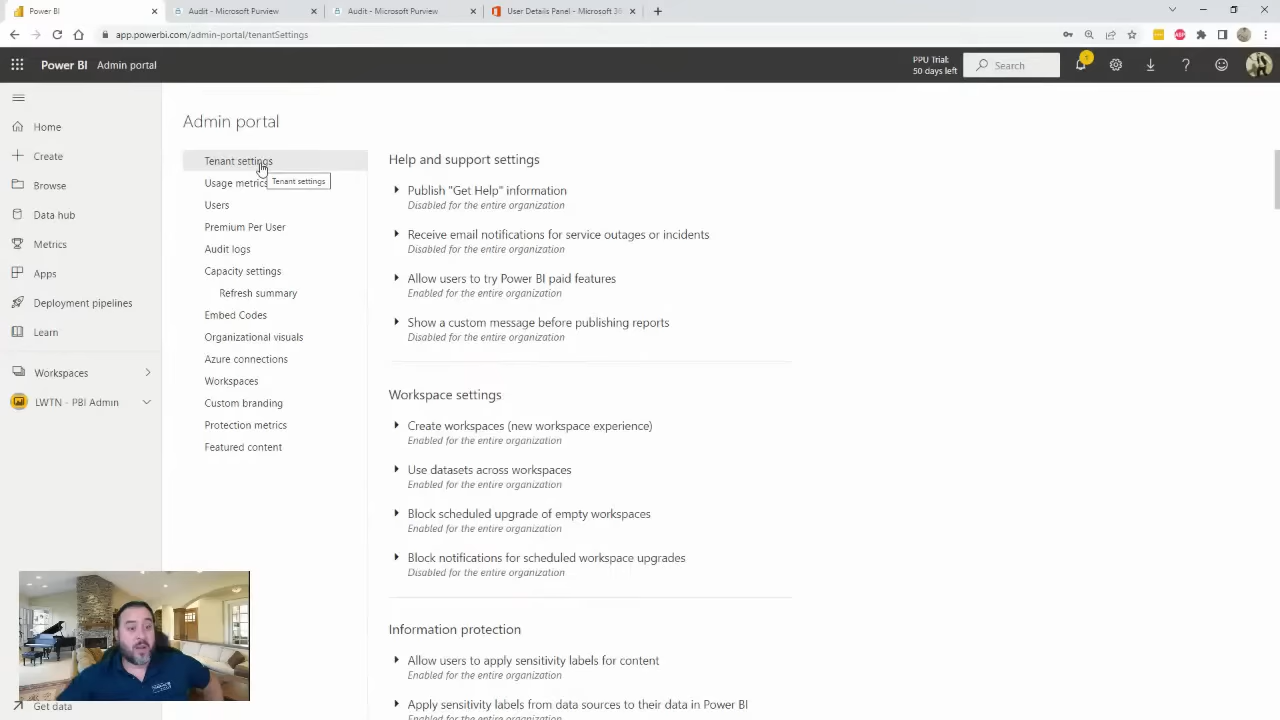 Power BI
Audit - Microsoft Purview
Audit - Microsoft Purview
User Details Panel - Microsoft 36
app.powerbi.com/admin-portal/tenantSettings
Power BI Admin portal
PPU Trial:
50 days left
Search
1
Home
Create
Browse
Data hub
Metrics
Apps
Deployment pipelines
Learn
Workspaces
LWTN - PBI Admin
Get data
Admin portal
Tenant settings
Usage metrics
Tenant settings
Users
Premium Per User
Audit logs
Capacity settings
Refresh summary
Embed Codes
Organizational visuals
Azure connections
Workspaces
Custom branding
Protection metrics
Featured content
Help and support settings
Publish "Get Help" information
Disabled for the entire organization
Receive email notifications for service outages or incidents
Disabled for the entire organization
Allow users to try Power BI paid features
Enabled for the entire organization
Show a custom message before publishing reports
Disabled for the entire organization
Workspace settings
Create workspaces (new workspace experience)
Enabled for the entire organization
Use datasets across workspaces
Enabled for the entire organization
Block scheduled upgrade of empty workspaces
Enabled for the entire organization
Block notifications for scheduled workspace upgrades
Disabled for the entire organization
Information protection
Allow users to apply sensitivity labels for content
Enabled for the entire organization
Apply sensitivity labels from data sources to their data in Power BI
Enabled for the entire organization